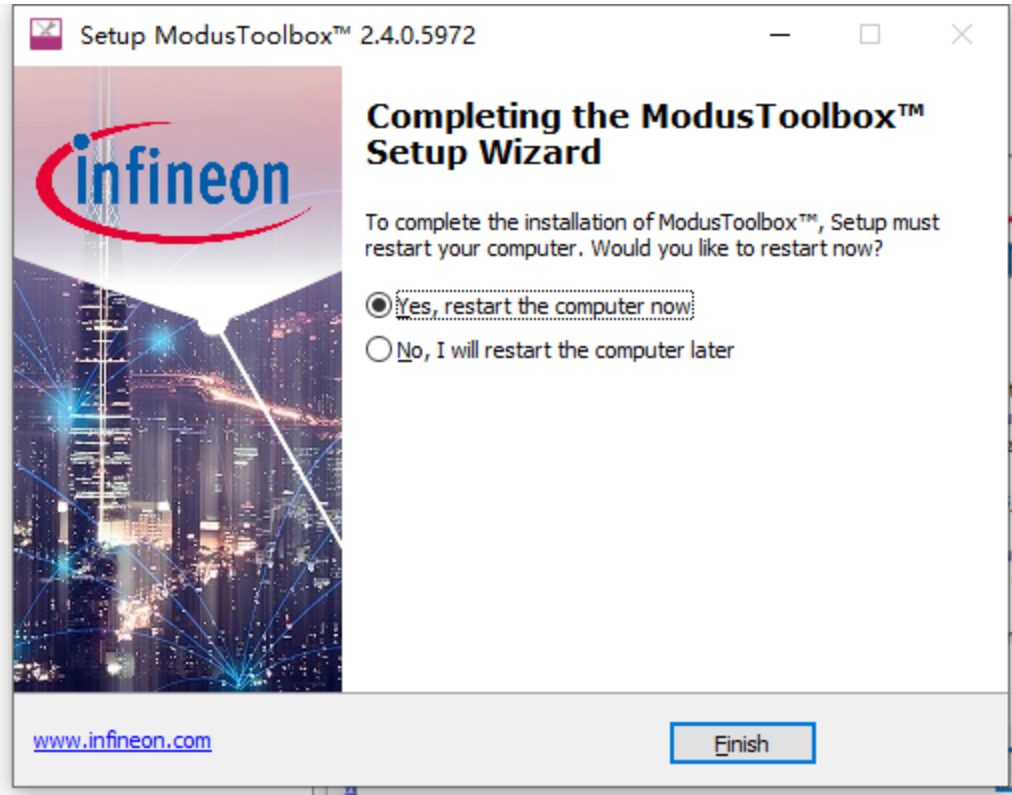 Setup ModusToolbox™ 2.4.0.5972
infineon
Completing the ModusToolbox™
Setup Wizard
To complete the installation of ModusToolbox™, Setup must
restart your computer. Would you like to restart now?
Yes, restart the computer now
No, I will restart the computer later
www.infineon.com
Finish